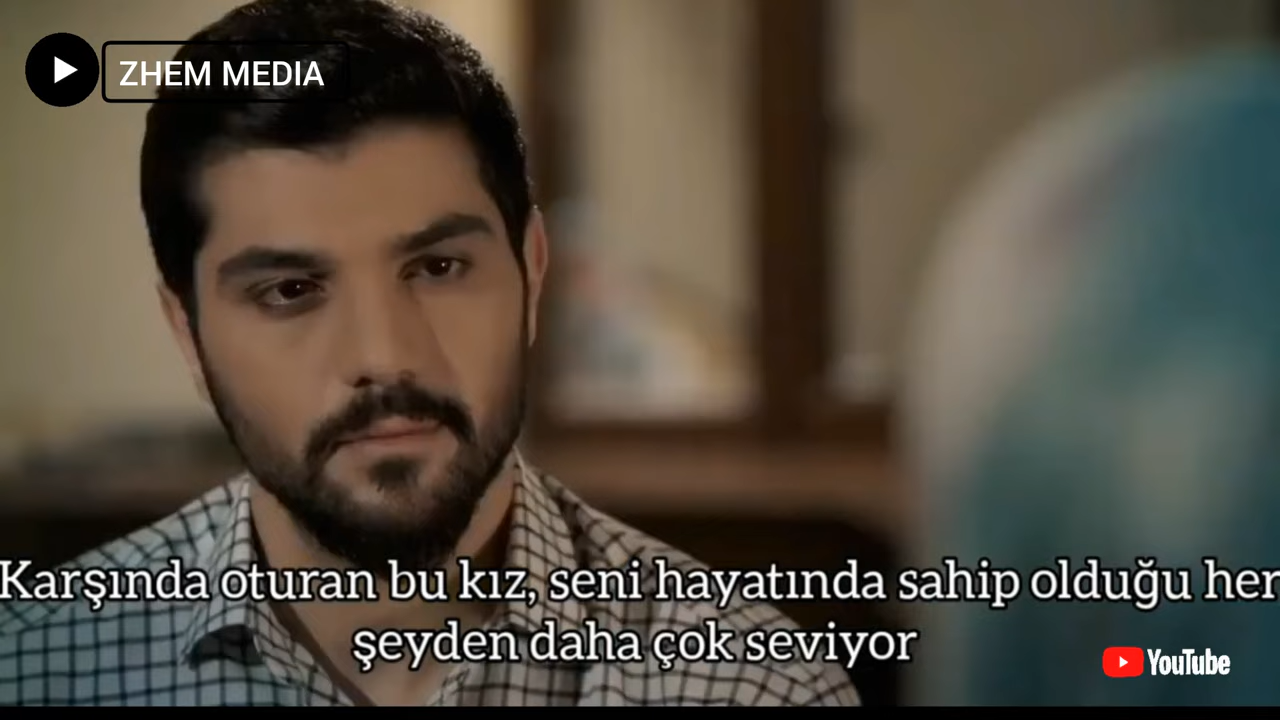 ZHEM MEDIA
Karşında oturan bu kız, seni hayatında sahip olduğu her
şeyden daha çok seviyor
YouTube